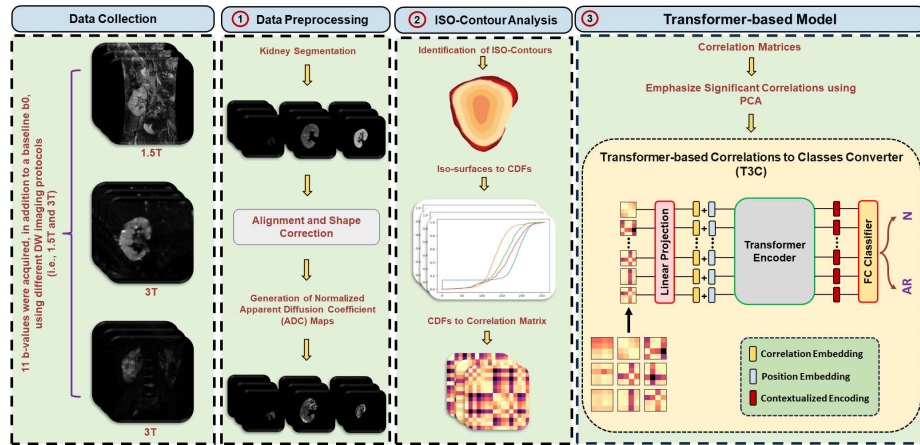 Data Collection
11 b-values were acquired, in addition to a baseline b0,
using different DW imaging protocols
(i.e., 1.5T and 3T)
1.5T
3T
3T
1 Data Preprocessing
Kidney Segmentation
Alignment and Shape
Correction
Generation of Normalized
Apparent Diffusion Coefficient
(ADC) Maps
2 ISO-Contour Analysis
Identification of ISO-Contours
Iso-surfaces to CDFs
CDFs to Correlation Matrix
3 Transformer-based Model
Correlation Matrices
Emphasize Significant Correlations using
PCA
Transformer-based Correlations to Classes Converter
(T3C)
Linear Projection
+
+
+
+
+
Transformer
Encoder
FC Classifier
N
AR
Correlation Embedding
Position Embedding
Contextualized Encoding